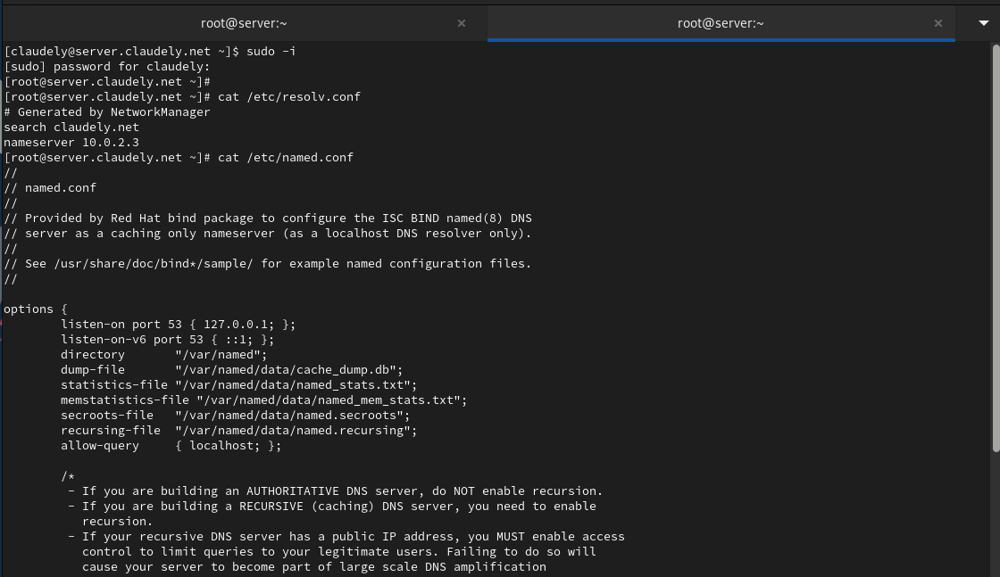 root@server:~ × root@server:~ ×
[claudely@server.claudely.net ~]$ sudo -i
[sudo] password for claudely:
[root@server.claudely.net ~]#
[root@server.claudely.net ~]# cat /etc/resolv.conf
# Generated by NetworkManager
search claudely.net
nameserver 10.0.2.3
[root@server.claudely.net ~]# cat /etc/named.conf
//
// named.conf
//
// Provided by Red Hat bind package to configure the ISC BIND named(8) DNS
// server as a caching only nameserver (as a localhost DNS resolver only).
//
// See /usr/share/doc/bind*/sample/ for example named configuration files.
//
options {
        listen-on port 53 { 127.0.0.1; };
        listen-on-v6 port 53 { ::1; };
        directory       "/var/named";
        dump-file       "/var/named/data/cache_dump.db";
        statistics-file "/var/named/data/named_stats.txt";
        memstatistics-file "/var/named/data/named_mem_stats.txt";
        secroots-file   "/var/named/data/named.secroots";
        recursing-file  "/var/named/data/named.recursing";
        allow-query     { localhost; };
        /*
         - If you are building an AUTHORITATIVE DNS server, do NOT enable recursion.
         - If you are building a RECURSIVE (caching) DNS server, you need to enable
           recursion.
         - If your recursive DNS server has a public IP address, you MUST enable access
           control to limit queries to your legitimate users. Failing to do so will
           cause your server to become part of large scale DNS amplification